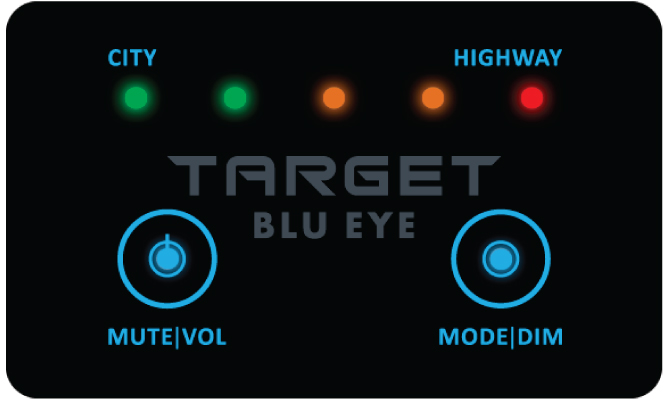 CITY HIGHWAY
TARGET
BLU EYE
MUTE|VOL MODE|DIM